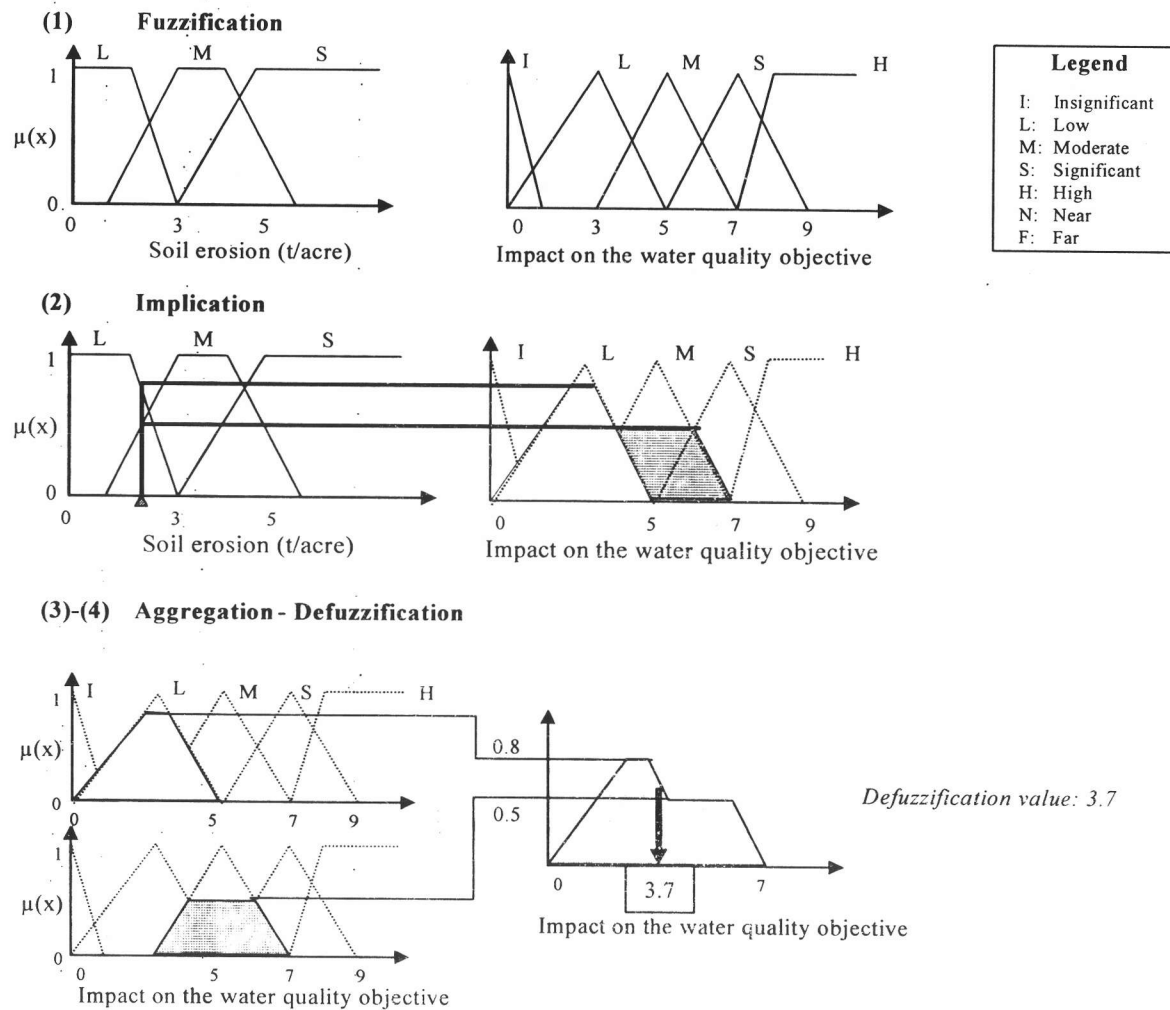 (1) Fuzzification
L M S
1
μ(x)
0
0 3 5
Soil erosion (t/acre)
I L M S H
0 3 5 7 9
Impact on the water quality objective
Legend
I: Insignificant
L: Low
M: Moderate
S: Significant
H: High
N: Near
F: Far
(2) Implication
L M S
1
μ(x)
0
0 3 5
Soil erosion (t/acre)
I L M S H
0 5 7 9
Impact on the water quality objective
(3)-(4) Aggregation - Defuzzification
1 I L M S H
μ(x)
0
0 5 7 9
1
μ(x)
0
0 5 7 9
Impact on the water quality objective
0.8
0.5
0 3.7 7
Impact on the water quality objective
Defuzzification value: 3.7